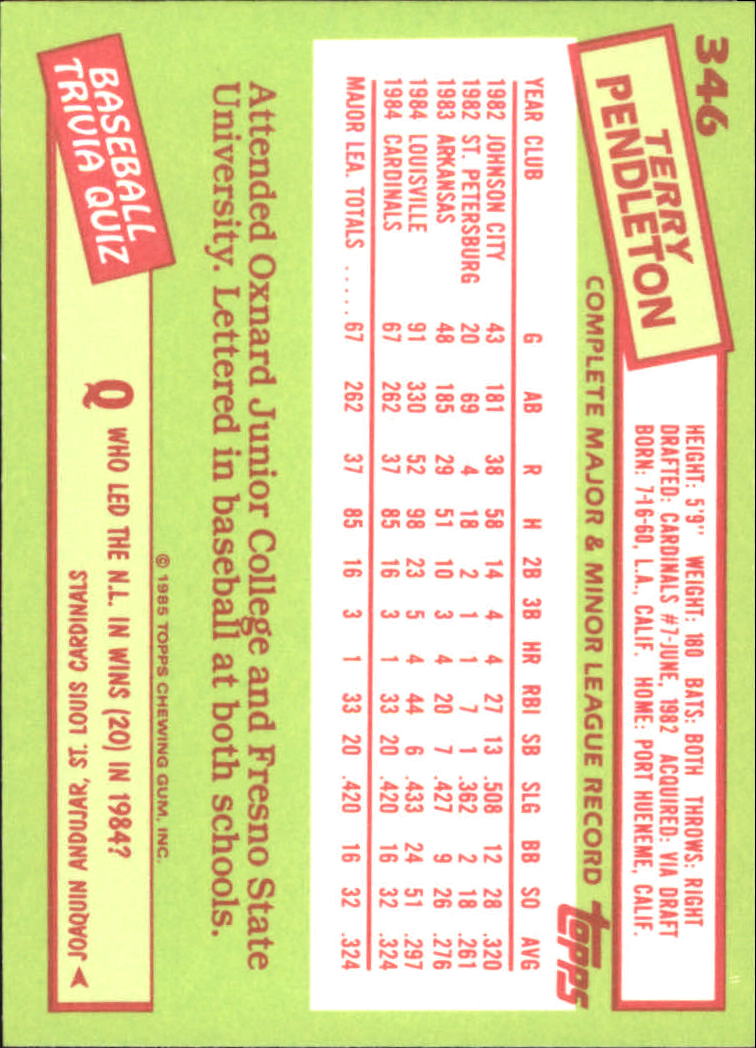 346
TERRY
PENDLETON
HEIGHT: 5'9" WEIGHT: 180 BATS: BOTH THROWS: RIGHT
DRAFTED: CARDINALS #7-JUNE, 1982 ACQUIRED: VIA DRAFT
BORN: 7-16-60, L.A., CALIF. HOME: PORT HUENEME, CALIF.
COMPLETE MAJOR & MINOR LEAGUE RECORD
topps
YEAR CLUB G AB R H 2B 3B HR RBI SB SLG BB SO AVG
1982 JOHNSON CITY 43 181 38 58 14 4 4 27 13 .508 12 28 .320
1982 ST. PETERSBURG 20 69 4 18 2 1 1 7 1 .362 2 18 .261
1983 ARKANSAS 48 185 29 51 10 3 4 20 7 .427 9 26 .276
1984 LOUISVILLE 91 330 52 98 23 5 4 44 6 .433 24 51 .297
1984 CARDINALS 67 262 37 85 16 3 1 33 20 .420 16 32 .324
MAJOR LEA. TOTALS ..... 67 262 37 85 16 3 1 33 20 .420 16 32 .324
Attended Oxnard Junior College and Fresno State
University. Lettered in baseball at both schools.
© 1985 TOPPS CHEWING GUM, INC.
BASEBALL
TRIVIA QUIZ
Q WHO LED THE N.L. IN WINS (20) IN 1984?
JOAQUIN ANDUJAR, ST. LOUIS CARDINALS